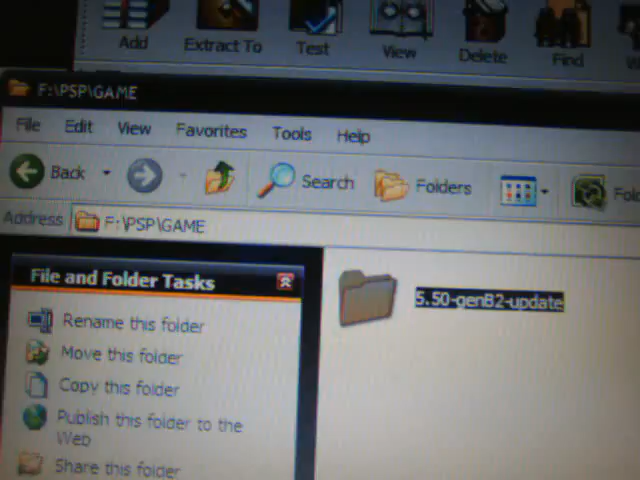 Add Extract To Test View Delete Find
F:\PSP\GAME
File Edit View Favorites Tools Help
Back Search Folders
Address F:\PSP\GAME
File and Folder Tasks
5.50-genB2-update
Rename this folder
Move this folder
Copy this folder
Publish this folder to the
Web
Share this folder